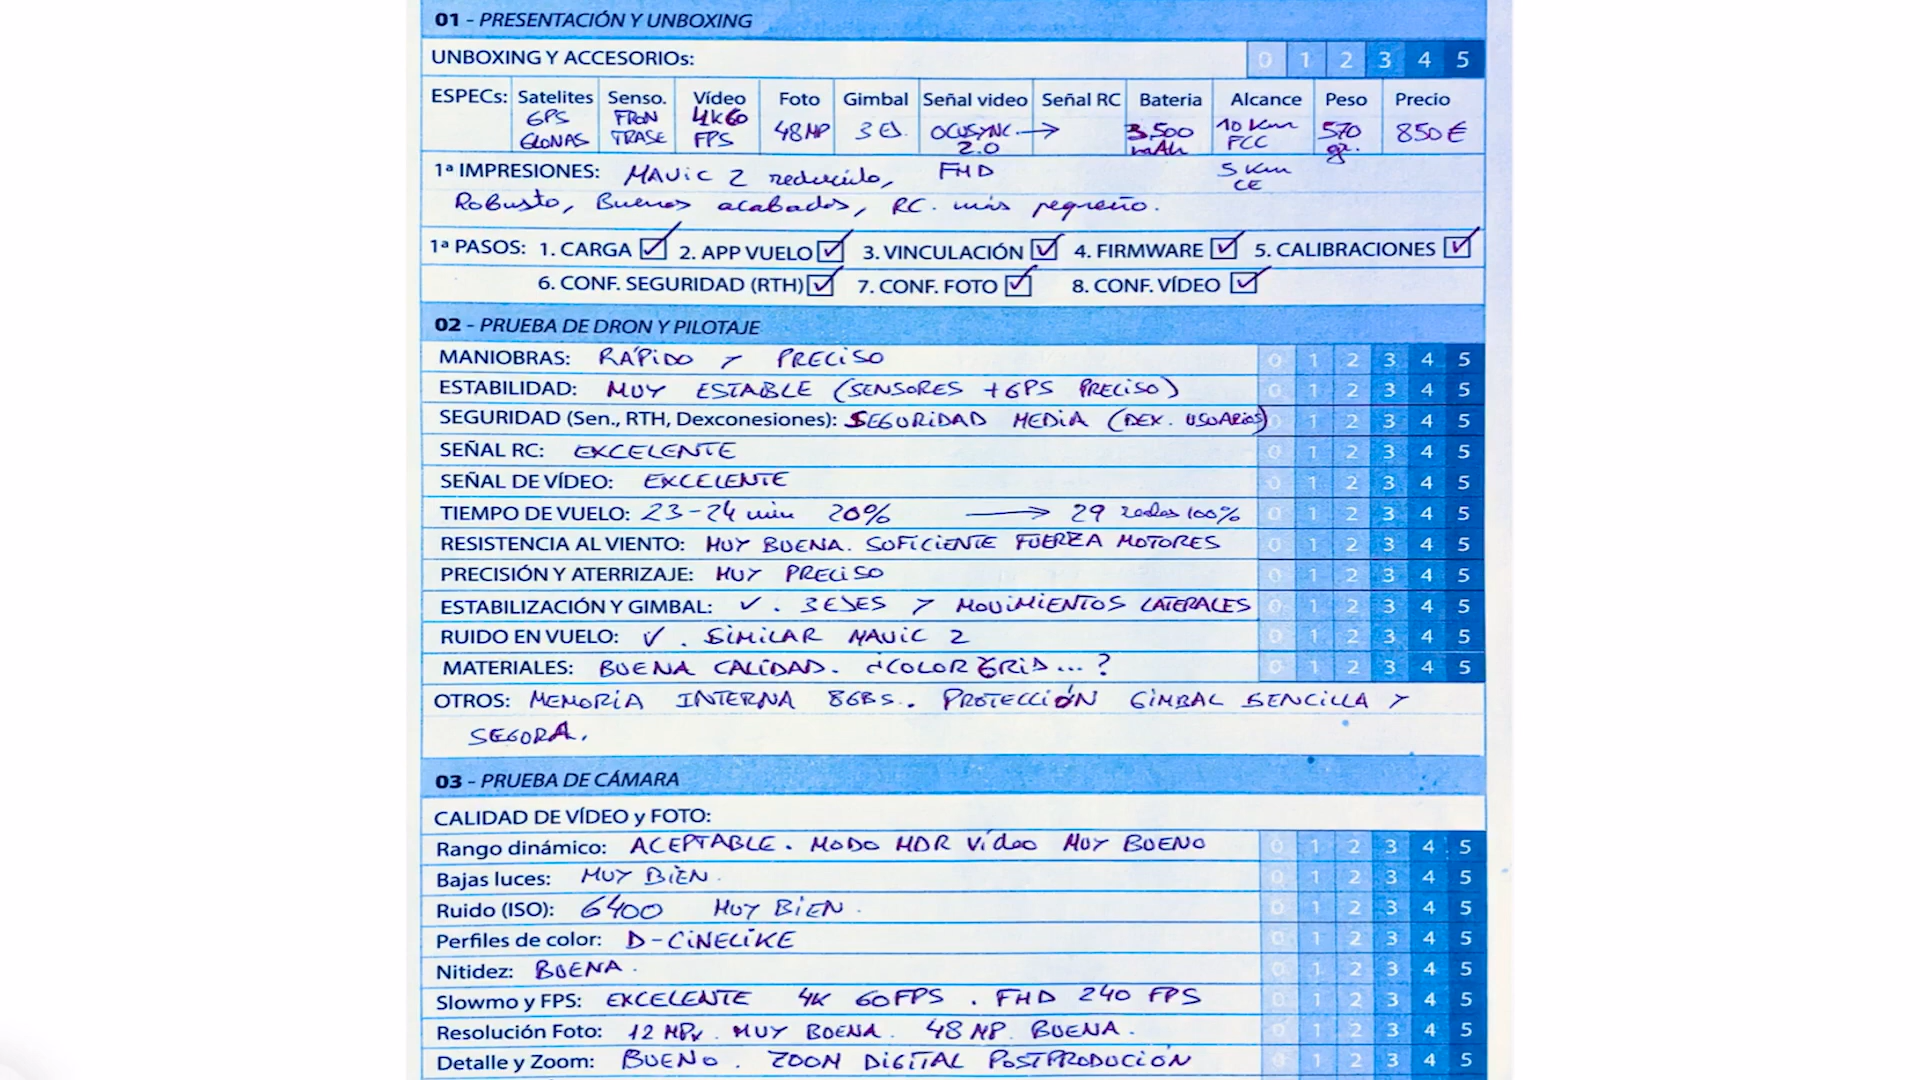 01 - PRESENTACIÓN Y UNBOXING
UNBOXING Y ACCESORIOs: 0 1 2 3 4 5
ESPECs: Satelites Senso. Vídeo Foto Gimbal Señal video Señal RC Bateria Alcance Peso Precio
GPS FRON 4K60 48MP 3 EJ. OCUSYNC → 3.500 10 Km 570 850€
GLONAS TRASE FPS 2.0 mAh FCC gr.
1ª IMPRESIONES: MAVIC 2 reducido, FHD 5 Km
CE
Robusto, Buenos acabados, RC. más pequeño.
1ª PASOS: 1. CARGA ☑ 2. APP VUELO ☑ 3. VINCULACIÓN ☑ 4. FIRMWARE ☑ 5. CALIBRACIONES ☑
6. CONF. SEGURIDAD (RTH) ☑ 7. CONF. FOTO ☑ 8. CONF. VÍDEO ☑
02 - PRUEBA DE DRON Y PILOTAJE
MANIOBRAS: RÁPIDO Y PRECISO 0 1 2 3 4 5
ESTABILIDAD: MUY ESTABLE (SENSORES + GPS PRECISO) 0 1 2 3 4 5
SEGURIDAD (Sen., RTH, Dexconesiones): SEGURIDAD MEDIA (DEX. USUARIOS) 1 2 3 4 5
SEÑAL RC: EXCELENTE 0 1 2 3 4 5
SEÑAL DE VÍDEO: EXCELENTE 0 1 2 3 4 5
TIEMPO DE VUELO: 23-24 min 20% → 29 100% 0 1 2 3 4 5
RESISTENCIA AL VIENTO: MUY BUENA. SUFICIENTE FUERZA MOTORES 0 1 2 3 4 5
PRECISIÓN Y ATERRIZAJE: MUY PRECISO 0 1 2 3 4 5
ESTABILIZACIÓN Y GIMBAL: ✓. 3 EJES Y MOVIMIENTOS LATERALES 0 1 2 3 4 5
RUIDO EN VUELO: ✓. SIMILAR MAVIC 2 0 1 2 3 4 5
MATERIALES: BUENA CALIDAD. ¿COLOR GRIS...? 0 1 2 3 4 5
OTROS: MEMORIA INTERNA 8GBS. PROTECCIÓN GIMBAL SENCILLA Y
SEGURA.
03 - PRUEBA DE CÁMARA
CALIDAD DE VÍDEO y FOTO:
Rango dinámico: ACEPTABLE. MODO HDR Vídeo MUY BUENO 0 1 2 3 4 5
Bajas luces: MUY BIEN. 0 1 2 3 4 5
Ruido (ISO): 6400 MUY BIEN. 0 1 2 3 4 5
Perfiles de color: D-CINELIKE 0 1 2 3 4 5
Nitidez: BUENA. 0 1 2 3 4 5
Slowmo y FPS: EXCELENTE 4K 60FPS. FHD 240 FPS 0 1 2 3 4 5
Resolución Foto: 12 MPx. MUY BUENA. 48 MP. BUENA. 0 1 2 3 4 5
Detalle y Zoom: BUENO. ZOOM DIGITAL POSTPRODUCIÓN 0 1 2 3 4 5